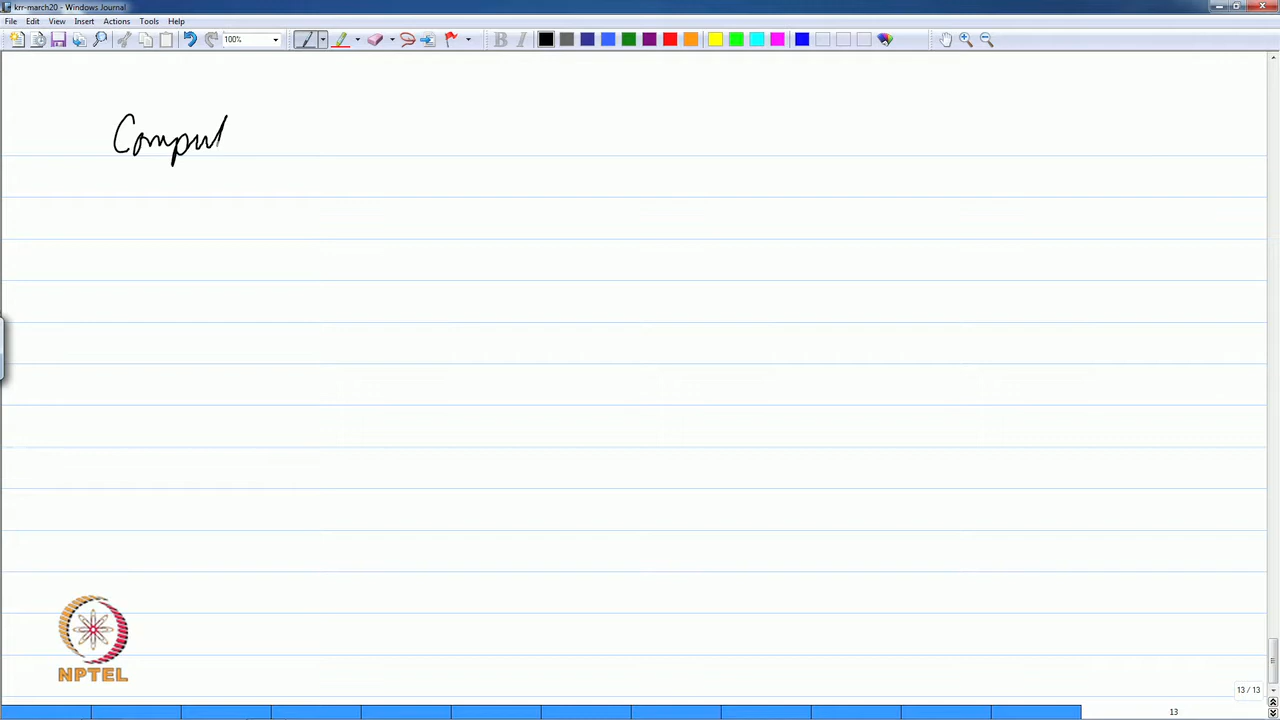 krr-march20 - Windows Journal
File Edit View Insert Actions Tools Help
100% B I
Comput
NPTEL
13 / 13
13